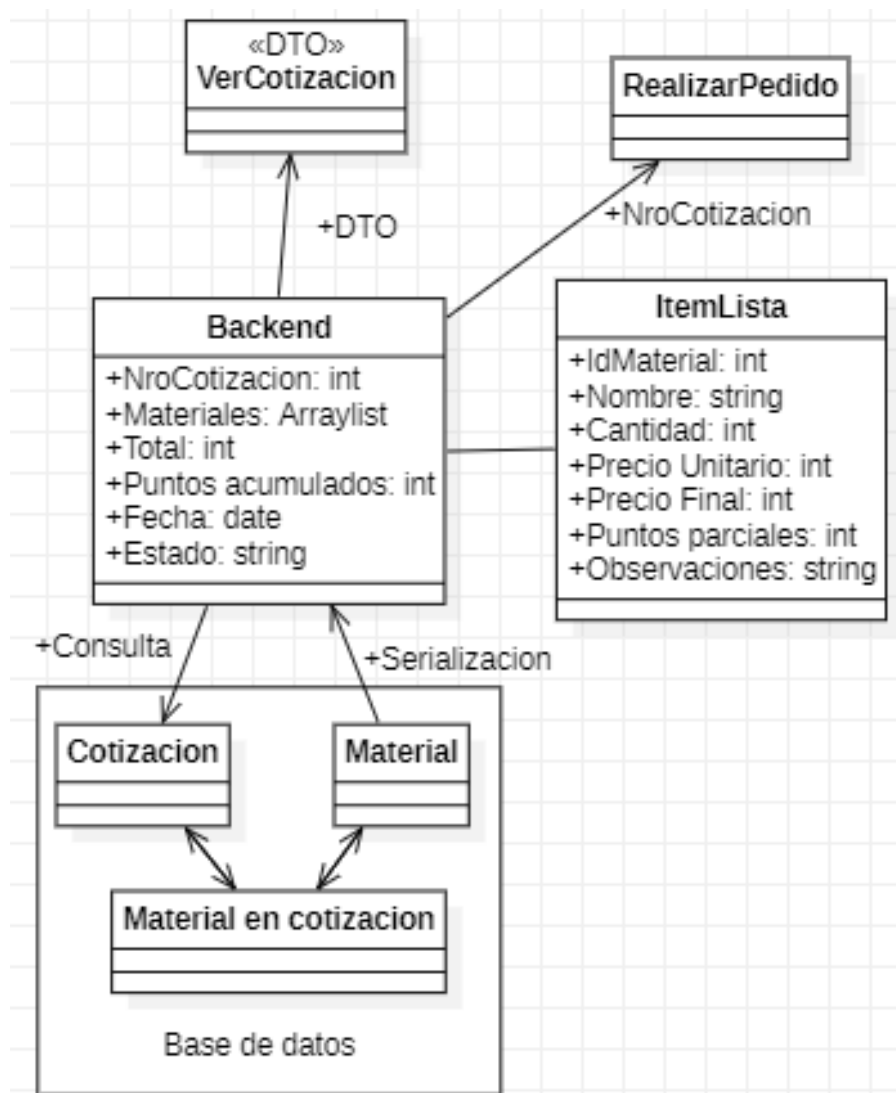 «DTO»
VerCotizacion
RealizarPedido
+DTO
+NroCotizacion
Backend
+NroCotizacion: int
+Materiales: Arraylist
+Total: int
+Puntos acumulados: int
+Fecha: date
+Estado: string
ItemLista
+IdMaterial: int
+Nombre: string
+Cantidad: int
+Precio Unitario: int
+Precio Final: int
+Puntos parciales: int
+Observaciones: string
+Consulta
+Serializacion
Cotizacion
Material
Material en cotizacion
Base de datos